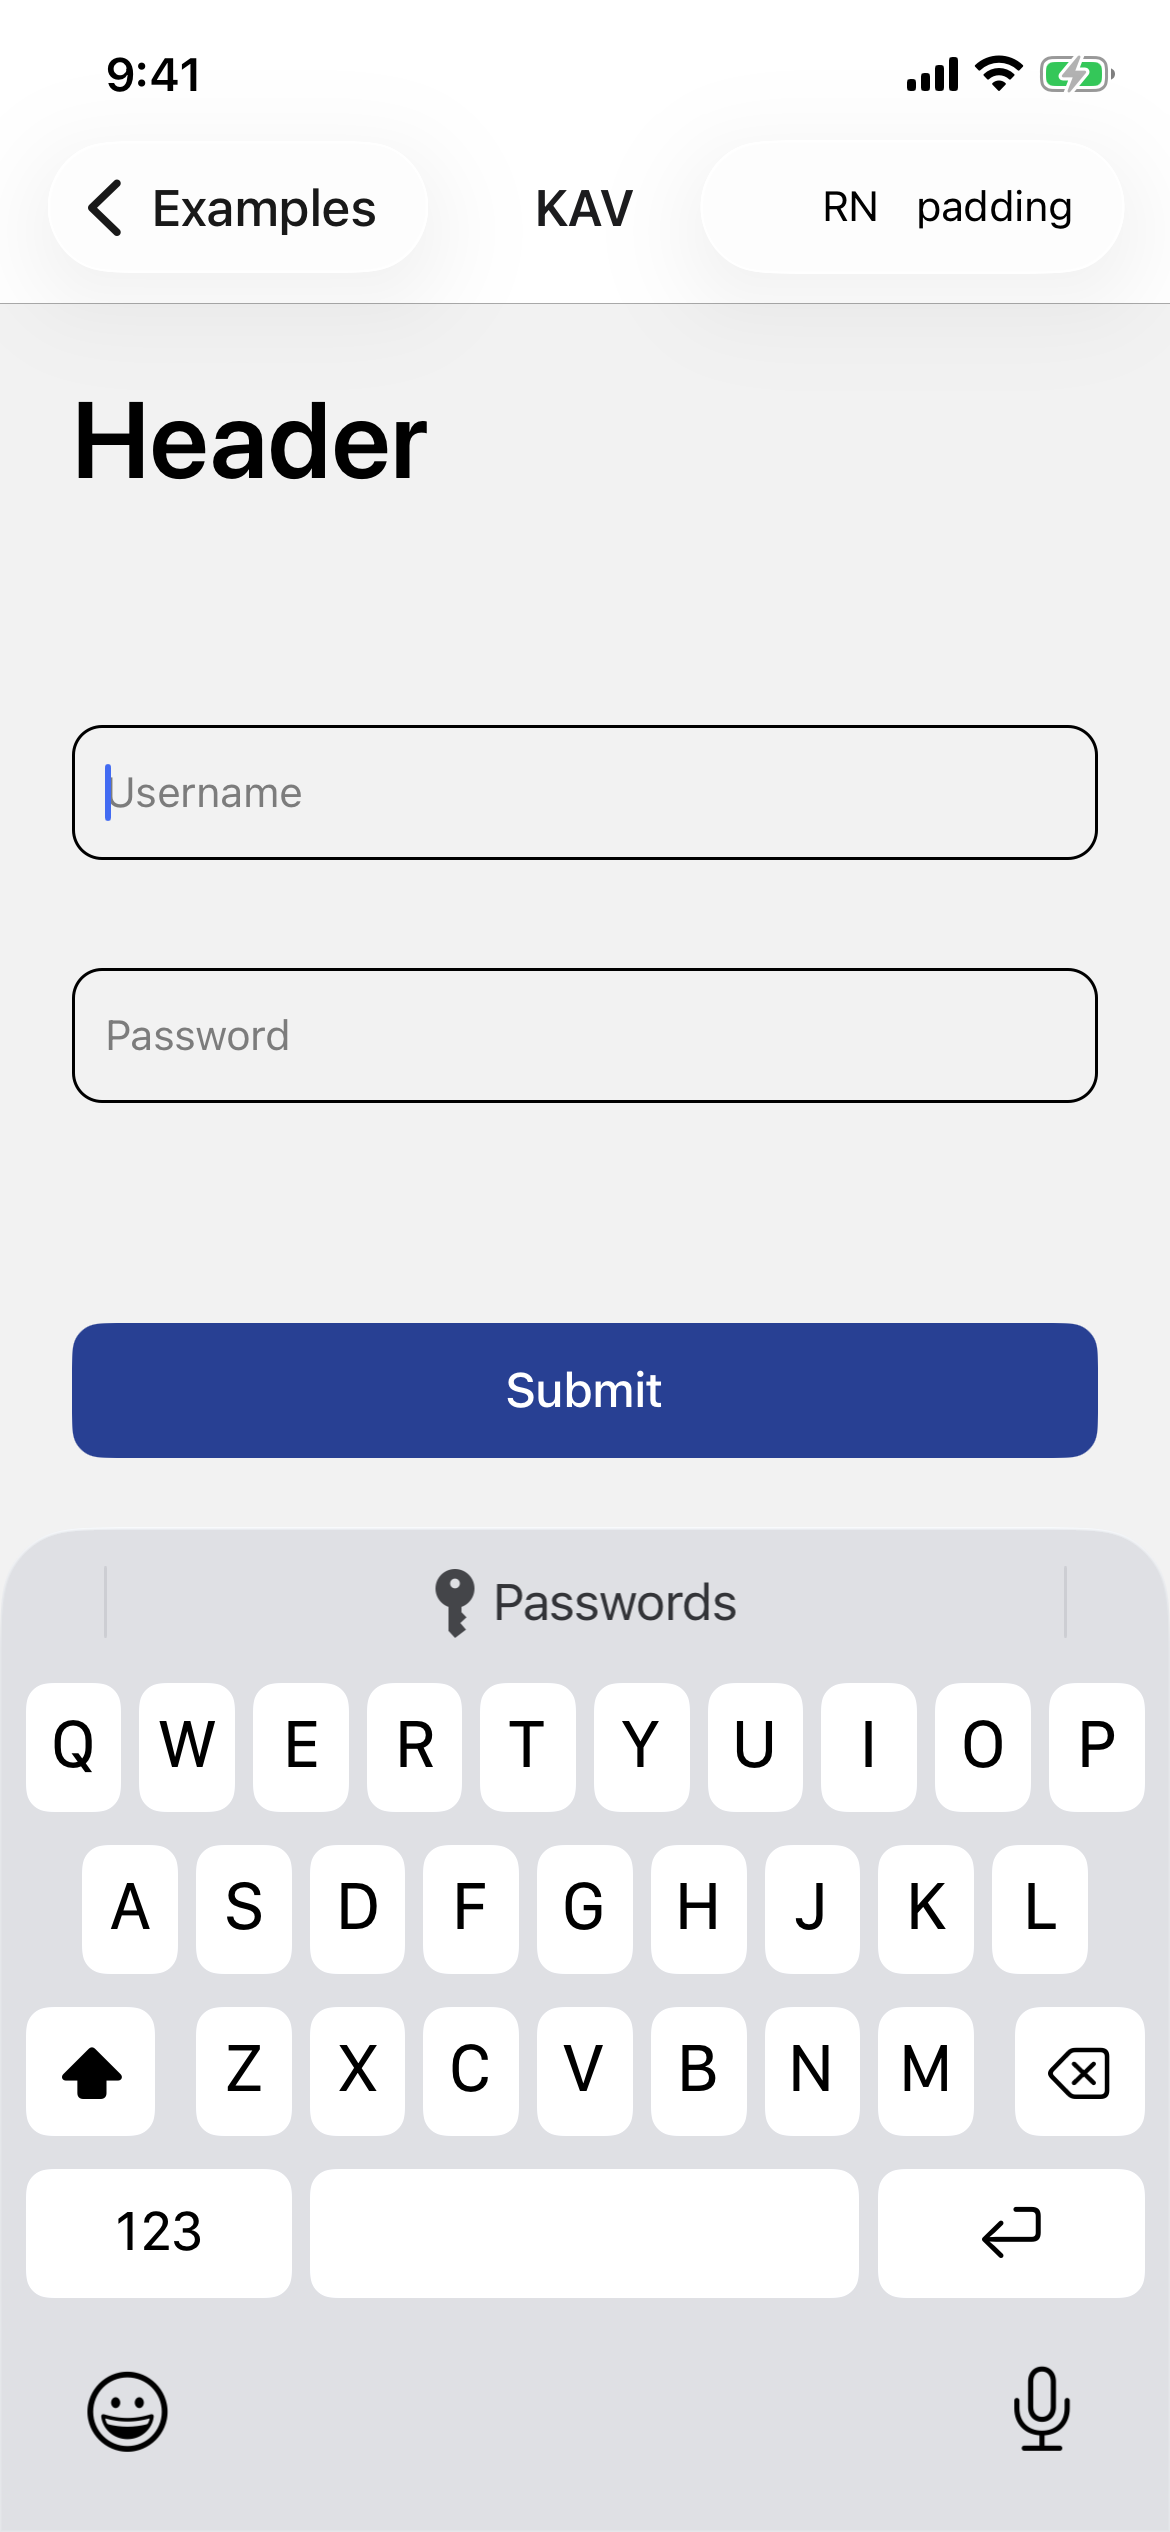 9:41
Examples KAV RN padding
Header
Username
Password
Submit
Passwords
Q W E R T Y U I O P
A S D F G H J K L
Z X C V B N M
123